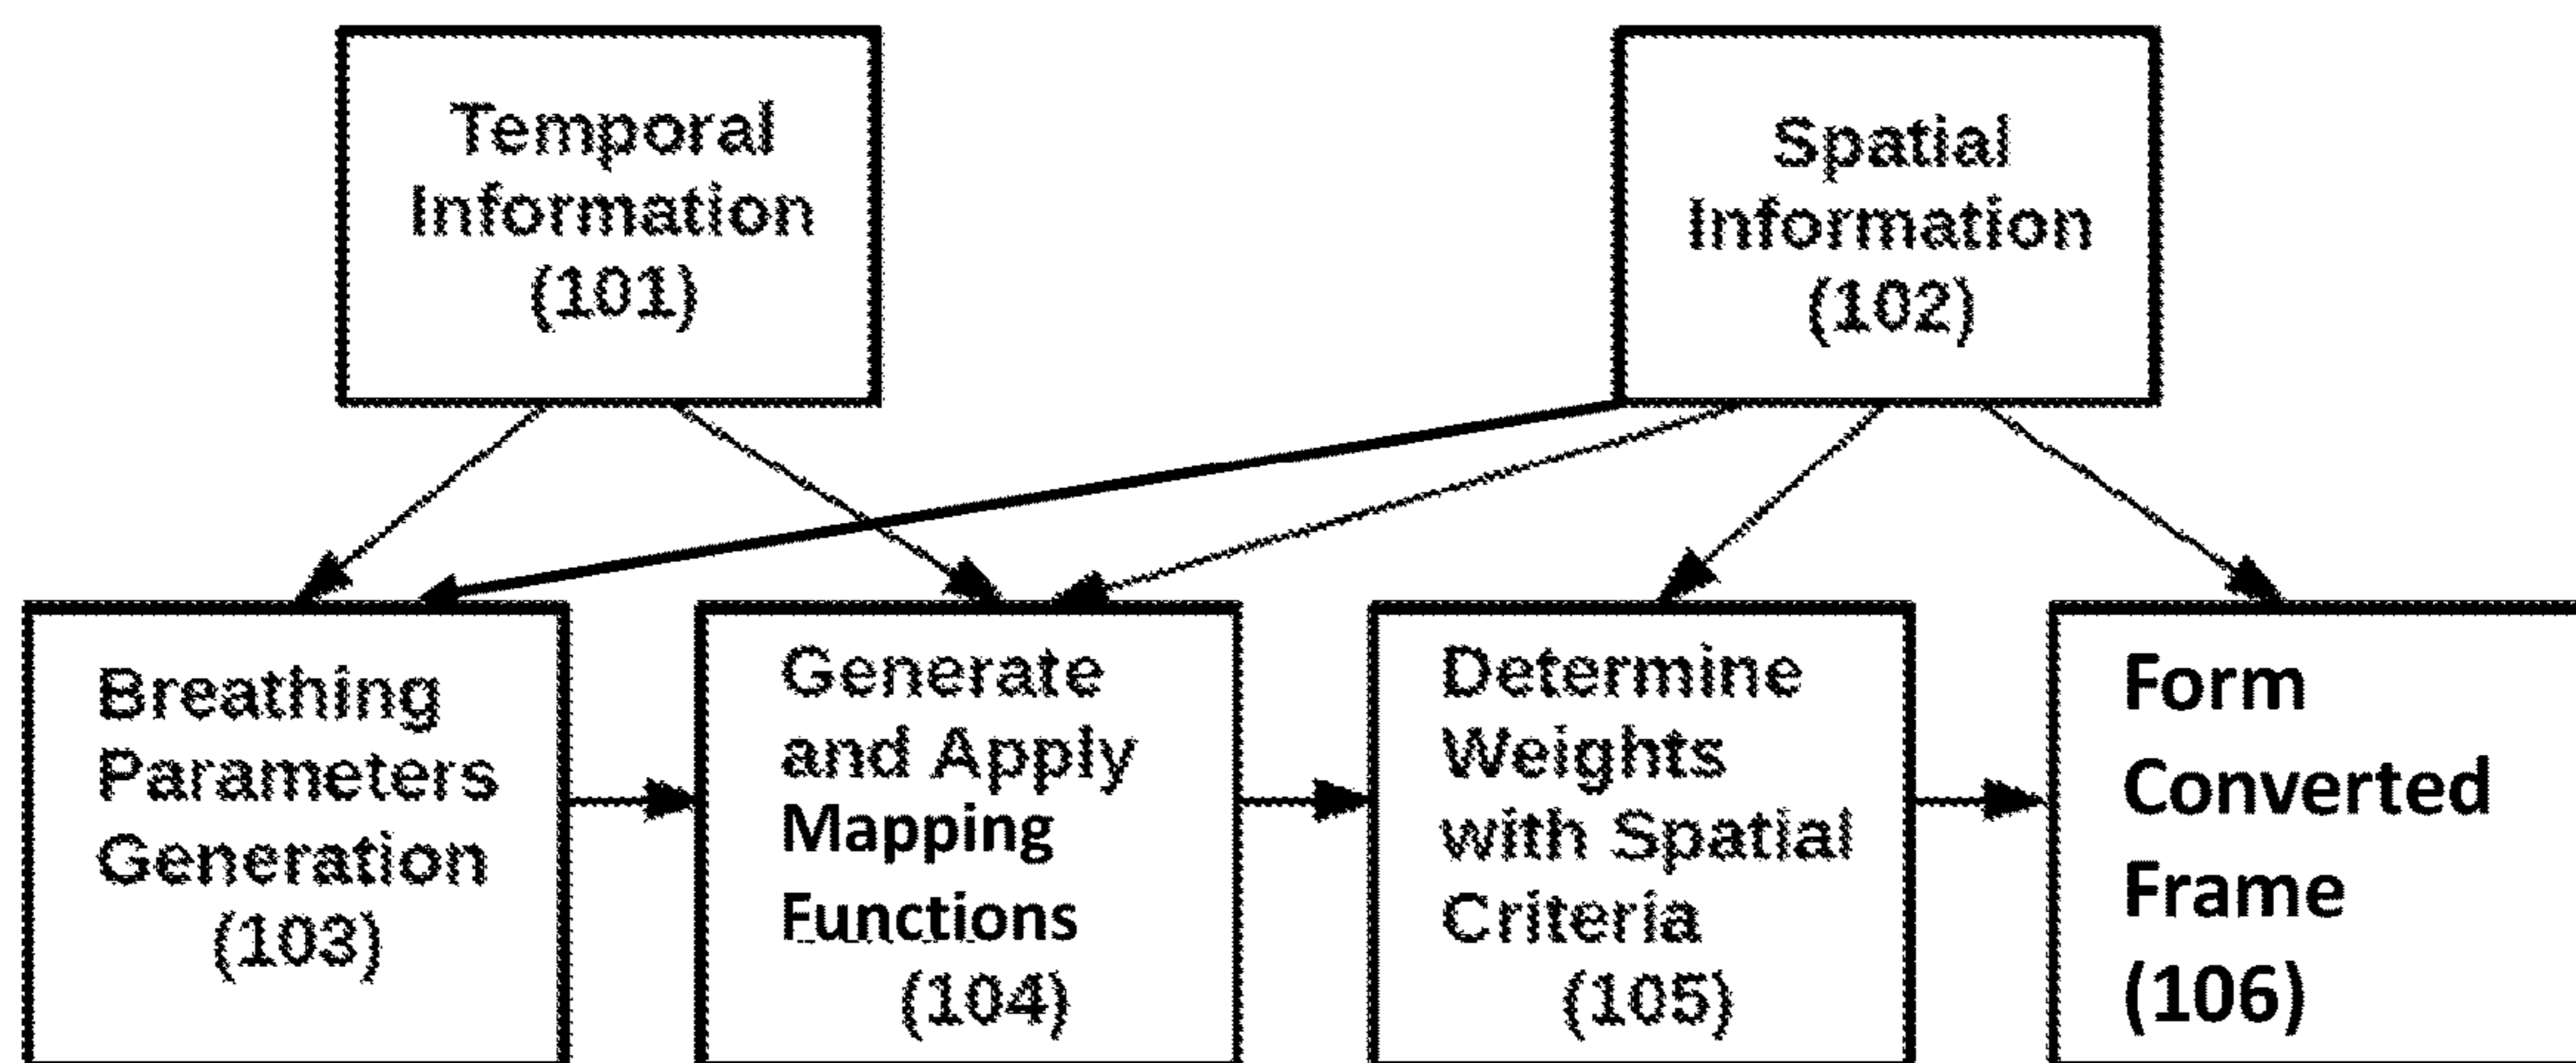 Temporal
Information
(101)
Spatial
Information
(102)
Breathing
Parameters
Generation
(103)
Generate
and Apply
Mapping
Functions
(104)
Determine
Weights
with Spatial
Criteria
(105)
Form
Converted
Frame
(106)